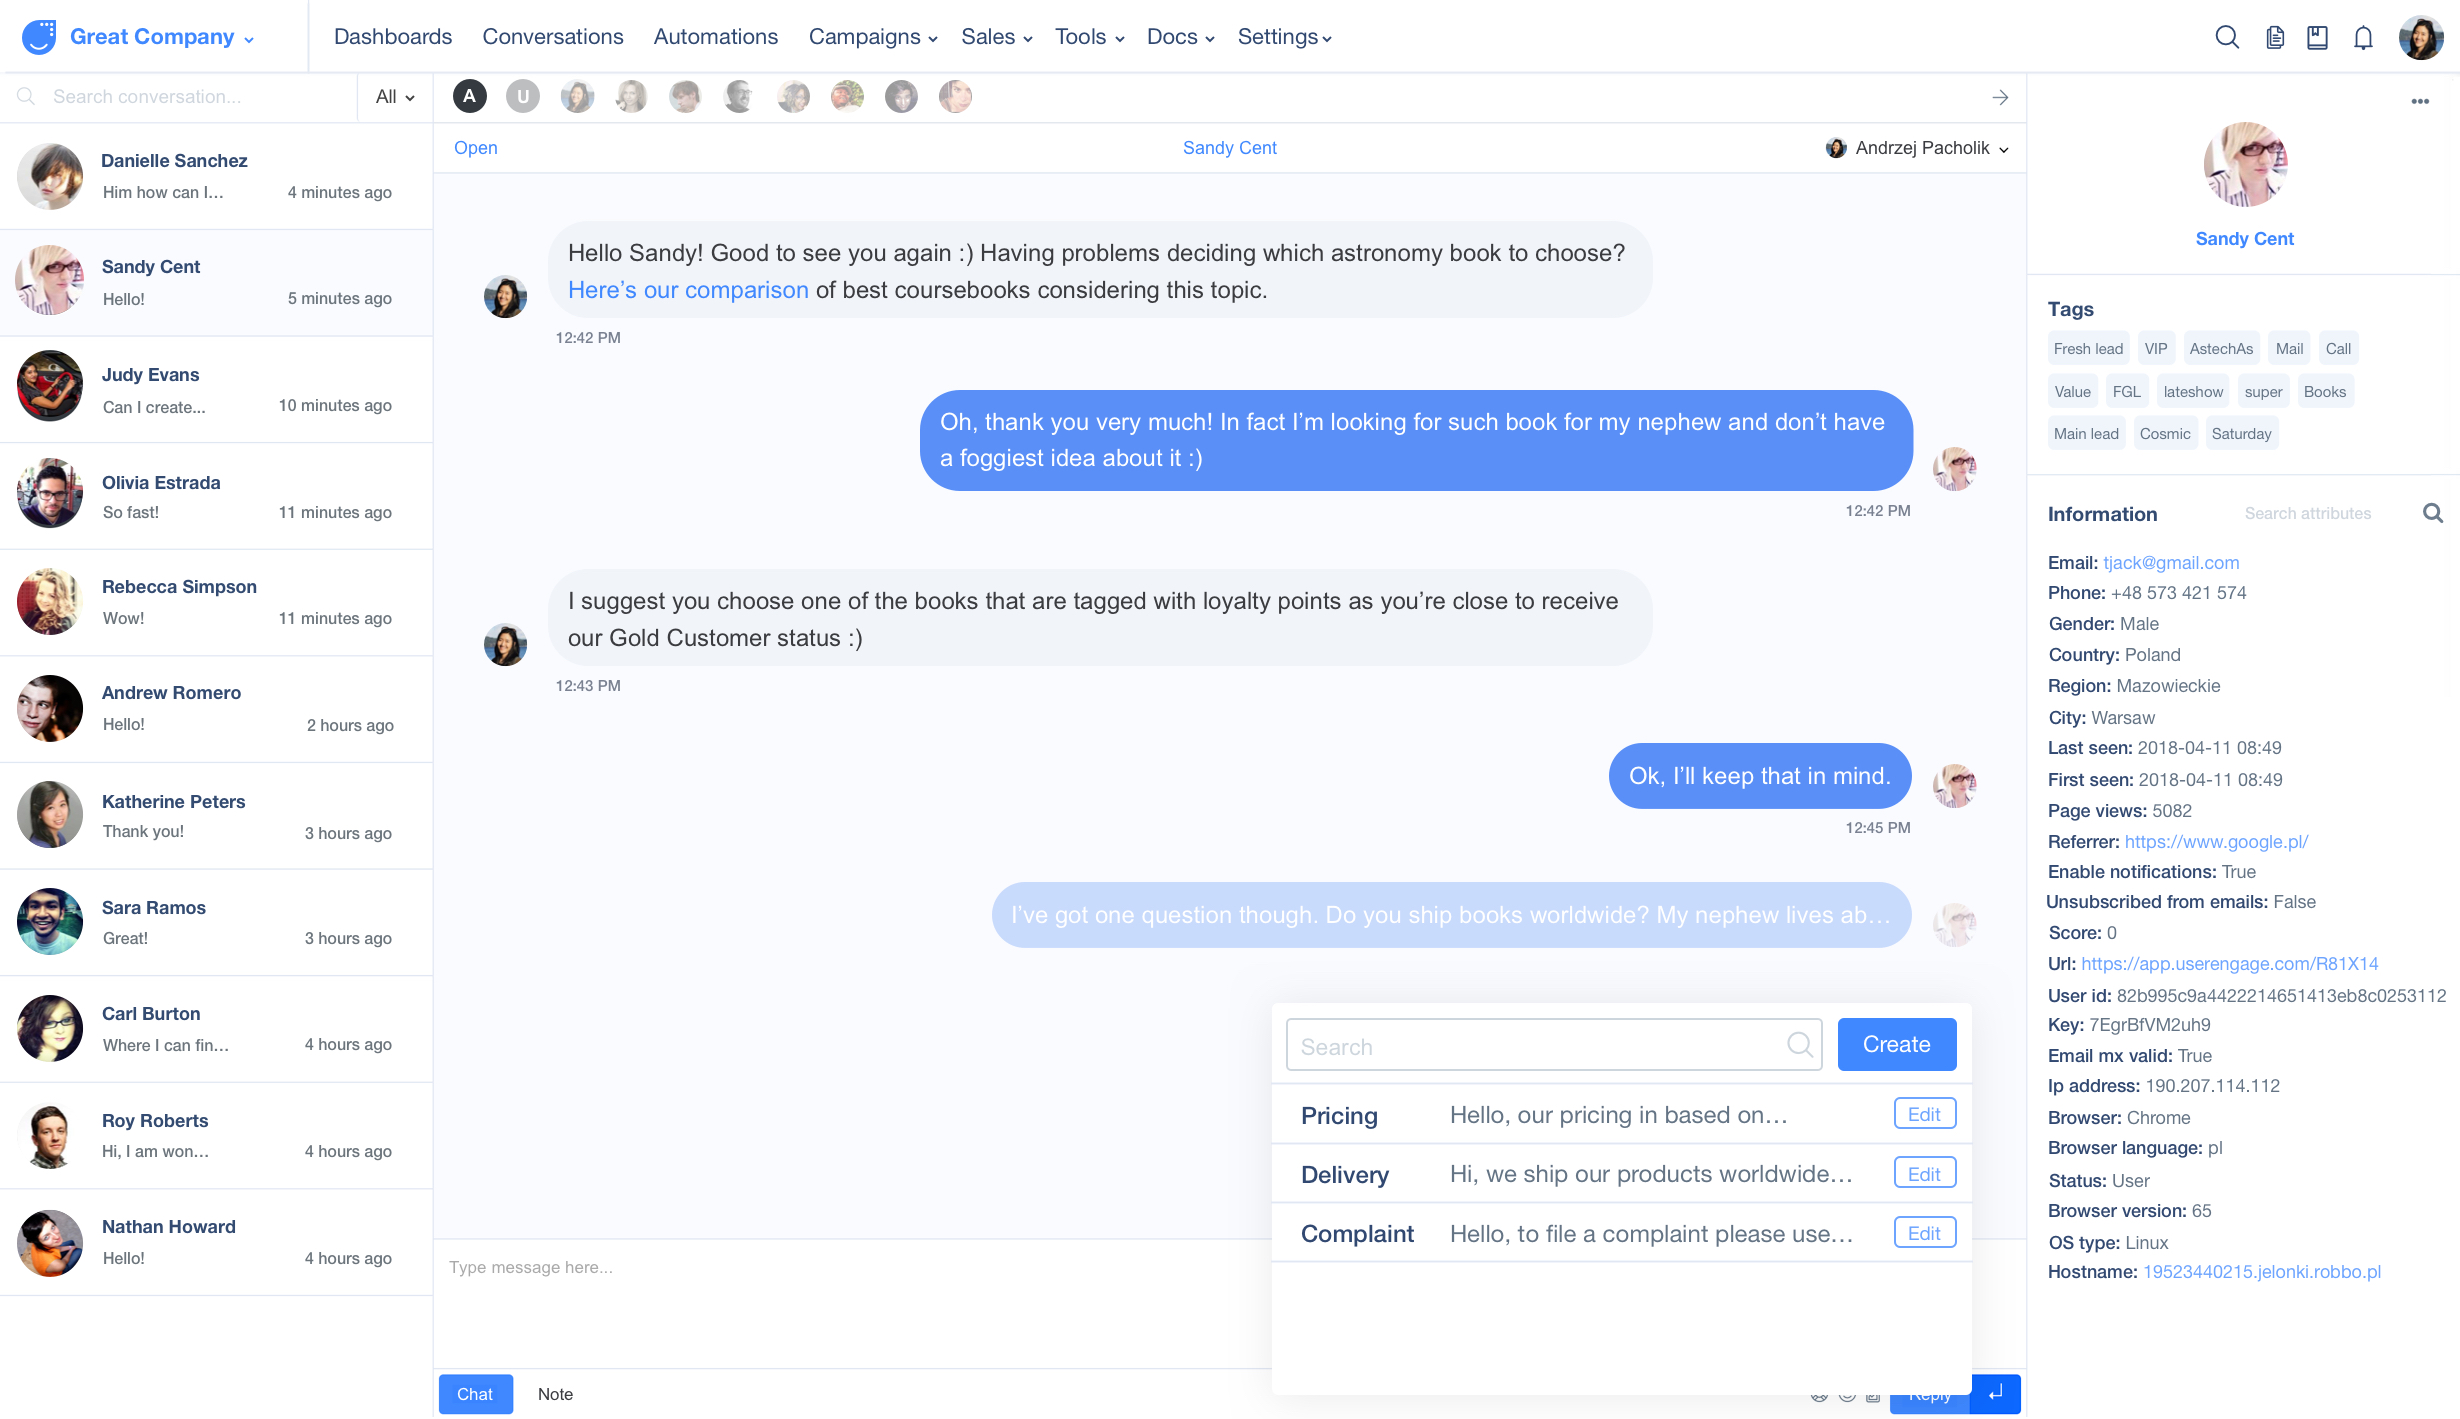 Great Company
Dashboards Conversations Automations Campaigns Sales Tools Docs Settings
Search conversation...
All
A U
Open
Sandy Cent
Andrzej Pacholik
Danielle Sanchez
Him how can I...
4 minutes ago
Sandy Cent
Hello!
5 minutes ago
Judy Evans
Can I create...
10 minutes ago
Olivia Estrada
So fast!
11 minutes ago
Rebecca Simpson
Wow!
11 minutes ago
Andrew Romero
Hello!
2 hours ago
Katherine Peters
Thank you!
3 hours ago
Sara Ramos
Great!
3 hours ago
Carl Burton
Where I can fin...
4 hours ago
Roy Roberts
Hi, I am won...
4 hours ago
Nathan Howard
Hello!
4 hours ago
Hello Sandy! Good to see you again :) Having problems deciding which astronomy book to choose?
Here’s our comparison of best coursebooks considering this topic.
12:42 PM
Oh, thank you very much! In fact I’m looking for such book for my nephew and don’t have
a foggiest idea about it :)
12:42 PM
I suggest you choose one of the books that are tagged with loyalty points as you’re close to receive
our Gold Customer status :)
12:43 PM
Ok, I’ll keep that in mind.
12:45 PM
I’ve got one question though. Do you ship books worldwide? My nephew lives ab...
Search
Create
Pricing Hello, our pricing in based on... Edit
Delivery Hi, we ship our products worldwide... Edit
Complaint Hello, to file a complaint please use... Edit
Type message here...
Chat
Note
Reply
Sandy Cent
Tags
Fresh lead VIP AstechAs Mail Call
Value FGL lateshow super Books
Main lead Cosmic Saturday
Information
Search attributes
Email: tjack@gmail.com
Phone: +48 573 421 574
Gender: Male
Country: Poland
Region: Mazowieckie
City: Warsaw
Last seen: 2018-04-11 08:49
First seen: 2018-04-11 08:49
Page views: 5082
Referrer: https://www.google.pl/
Enable notifications: True
Unsubscribed from emails: False
Score: 0
Url: https://app.userengage.com/R81X14
User id: 82b995c9a4422214651413eb8c0253112
Key: 7EgrBfVM2uh9
Email mx valid: True
Ip address: 190.207.114.112
Browser: Chrome
Browser language: pl
Status: User
Browser version: 65
OS type: Linux
Hostname: 19523440215.jelonki.robbo.pl